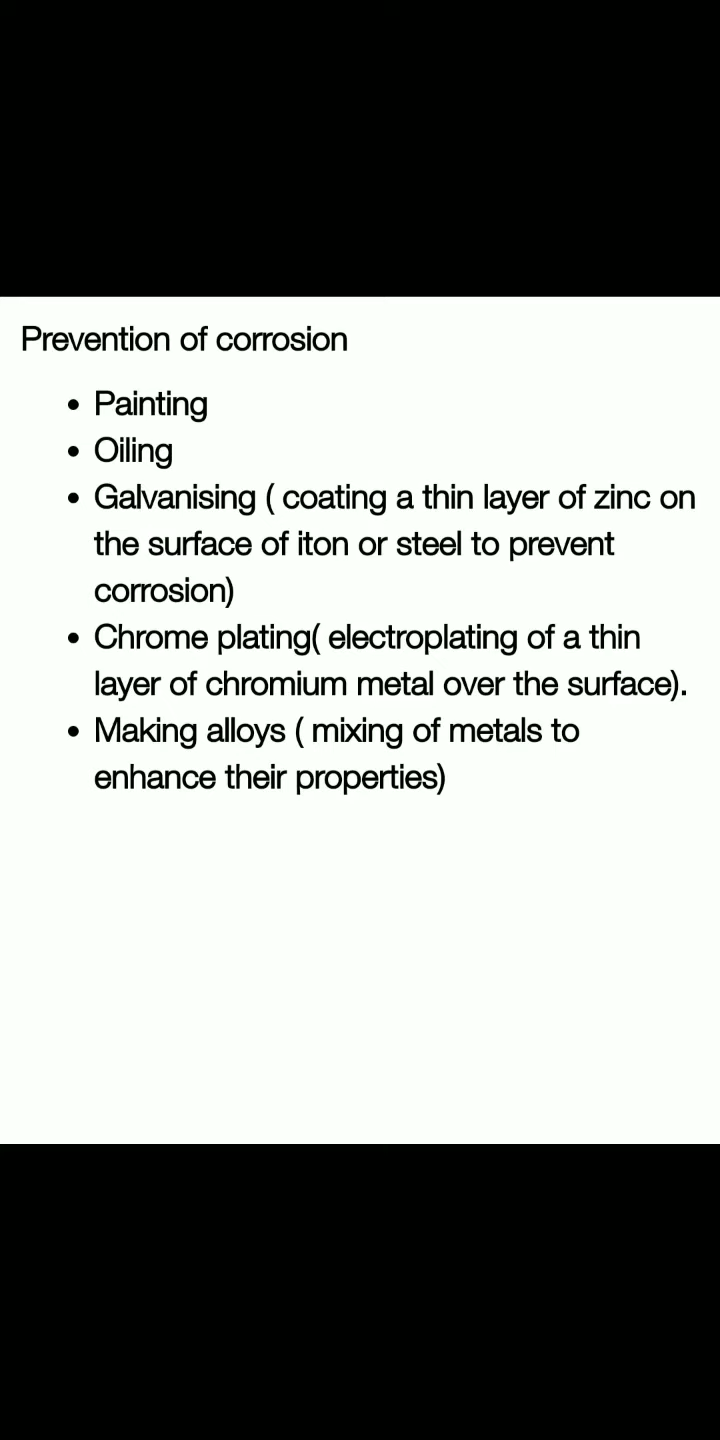 Prevention of corrosion
• Painting
• Oiling
• Galvanising ( coating a thin layer of zinc on
the surface of iton or steel to prevent
corrosion)
• Chrome plating( electroplating of a thin
layer of chromium metal over the surface).
• Making alloys ( mixing of metals to
enhance their properties)